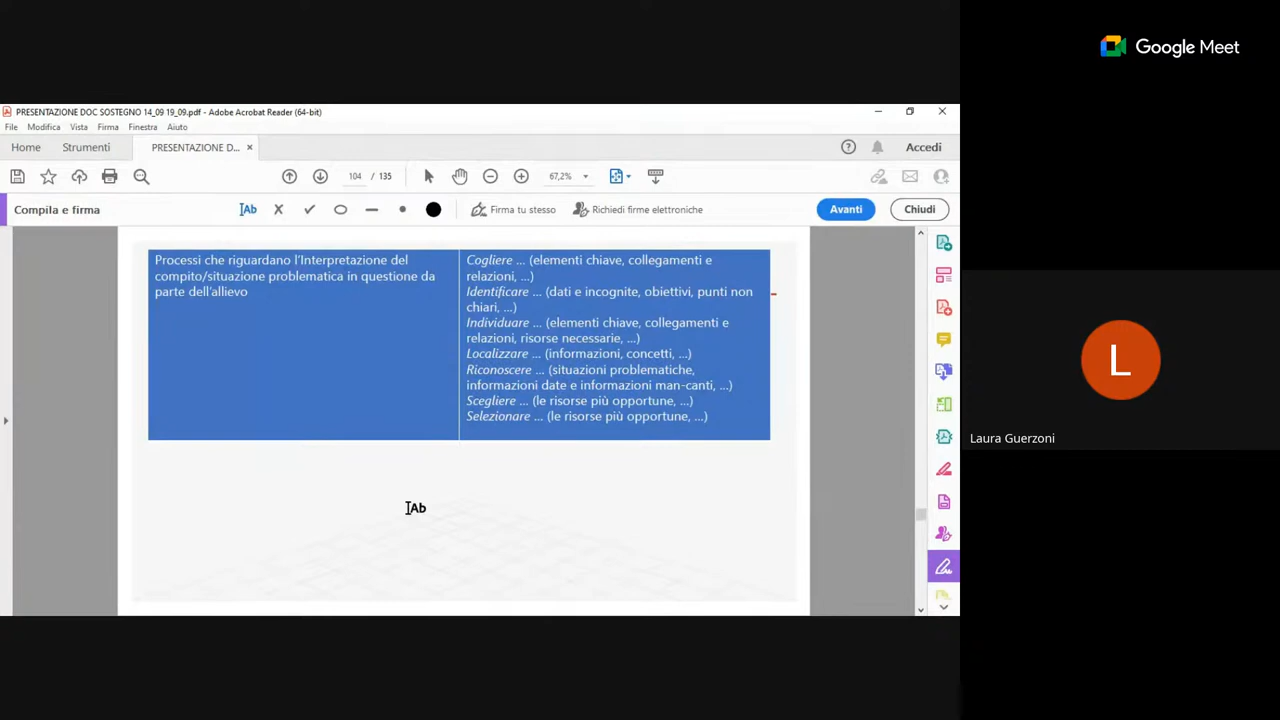 Google Meet
PRESENTAZIONE DOC SOSTEGNO 14_09 19_09.pdf - Adobe Acrobat Reader (64-bit)
File Modifica Vista Firma Finestra Aiuto
Home Strumenti PRESENTAZIONE D... × Accedi
104 / 135 67,2%
Compila e firma Ab Firma tu stesso Richiedi firme elettroniche Avanti Chiudi
Processi che riguardano l'Interpretazione del
compito/situazione problematica in questione da
parte dell'allievo
Cogliere ... (elementi chiave, collegamenti e
relazioni, ...)
Identificare ... (dati e incognite, obiettivi, punti non
chiari, ...)
Individuare ... (elementi chiave, collegamenti e
relazioni, risorse necessarie, ...)
Localizzare ... (informazioni, concetti, ...)
Riconoscere ... (situazioni problematiche,
informazioni date e informazioni man-canti, ...)
Scegliere ... (le risorse più opportune, ...)
Selezionare ... (le risorse più opportune, ...)
Ab
L
Laura Guerzoni